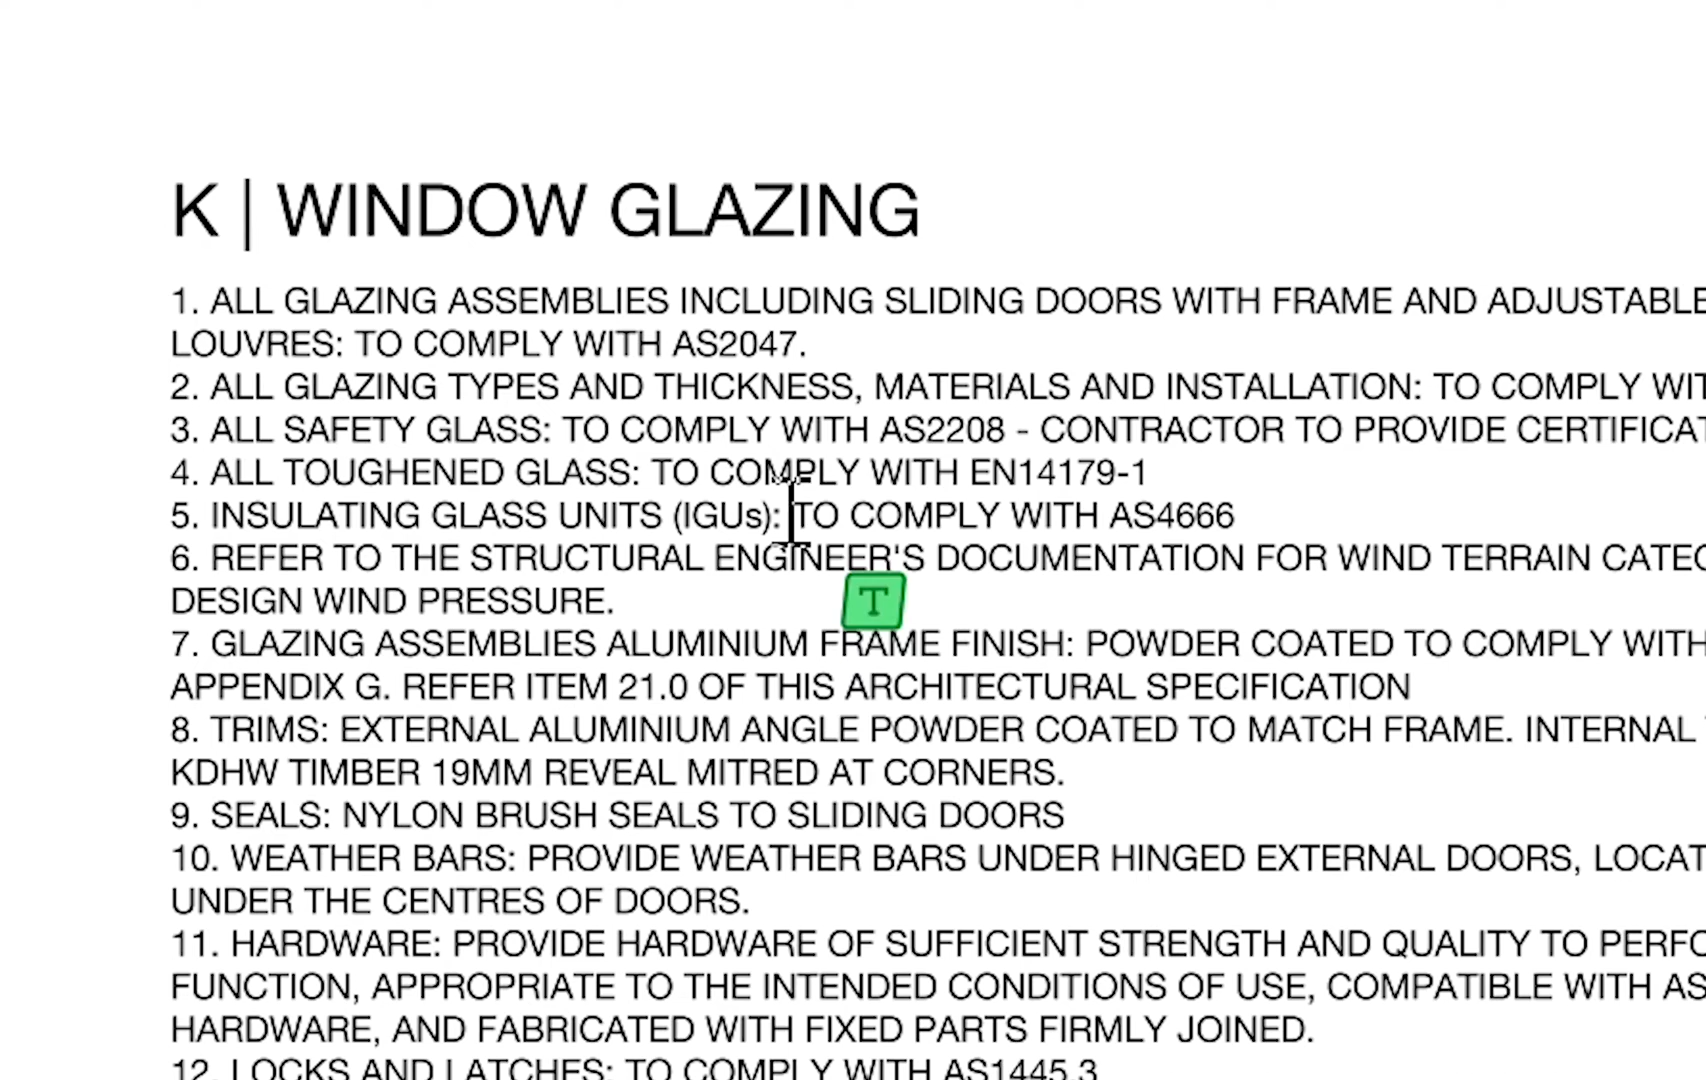 K | WINDOW GLAZING
1. ALL GLAZING ASSEMBLIES INCLUDING SLIDING DOORS WITH FRAME AND ADJUSTABLE
LOUVRES: TO COMPLY WITH AS2047.
2. ALL GLAZING TYPES AND THICKNESS, MATERIALS AND INSTALLATION: TO COMPLY WIT
3. ALL SAFETY GLASS: TO COMPLY WITH AS2208 - CONTRACTOR TO PROVIDE CERTIFICAT
4. ALL TOUGHENED GLASS: TO COMPLY WITH EN14179-1
5. INSULATING GLASS UNITS (IGUs): TO COMPLY WITH AS4666
6. REFER TO THE STRUCTURAL ENGINEER'S DOCUMENTATION FOR WIND TERRAIN CATEG
DESIGN WIND PRESSURE.
T
7. GLAZING ASSEMBLIES ALUMINIUM FRAME FINISH: POWDER COATED TO COMPLY WITH
APPENDIX G. REFER ITEM 21.0 OF THIS ARCHITECTURAL SPECIFICATION
8. TRIMS: EXTERNAL ALUMINIUM ANGLE POWDER COATED TO MATCH FRAME. INTERNAL
KDHW TIMBER 19MM REVEAL MITRED AT CORNERS.
9. SEALS: NYLON BRUSH SEALS TO SLIDING DOORS
10. WEATHER BARS: PROVIDE WEATHER BARS UNDER HINGED EXTERNAL DOORS, LOCAT
UNDER THE CENTRES OF DOORS.
11. HARDWARE: PROVIDE HARDWARE OF SUFFICIENT STRENGTH AND QUALITY TO PERFO
FUNCTION, APPROPRIATE TO THE INTENDED CONDITIONS OF USE, COMPATIBLE WITH AS
HARDWARE, AND FABRICATED WITH FIXED PARTS FIRMLY JOINED.
12. LOCKS AND LATCHES: TO COMPLY WITH AS1445.3